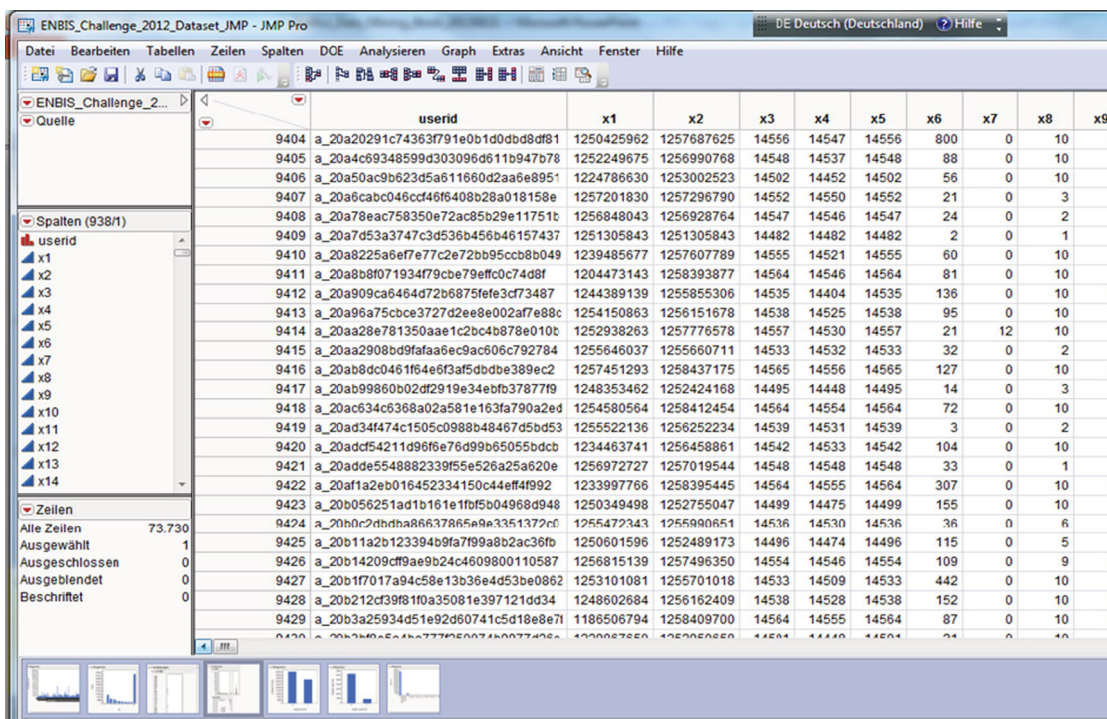 ENBIS_Challenge_2012_Dataset_JMP - JMP Pro
DE Deutsch (Deutschland) Hilfe
Datei Bearbeiten Tabellen Zeilen Spalten DOE Analysieren Graph Extras Ansicht Fenster Hilfe
ENBIS_Challenge_2...
Quelle
Spalten (938/1)
userid
x1
x2
x3
x4
x5
x6
x7
x8
x9
x10
x11
x12
x13
x14
Zeilen
Alle Zeilen 73.730
Ausgewählt 1
Ausgeschlossen 0
Ausgeblendet 0
Beschriftet 0
userid x1 x2 x3 x4 x5 x6 x7 x8 x9
9404 a_20a20291c74363f791e0b1d0dbd8df81 1250425962 1257687625 14556 14547 14556 800 0 10
9405 a_20a4c69348599d303096d611b947b78 1252249675 1256990768 14548 14537 14548 88 0 10
9406 a_20a50ac9b623d5a611660d2aa6e8951 1224786630 1253002523 14502 14452 14502 56 0 10
9407 a_20a6cabc046ccf46f6408b28a018158e 1257201830 1257296790 14552 14550 14552 21 0 3
9408 a_20a78eac758350e72ac85b29e11751b 1256848043 1256928764 14547 14546 14547 24 0 2
9409 a_20a7d53a3747c3d536b456b46157437 1251305843 1251305843 14482 14482 14482 2 0 1
9410 a_20a8225a6ef7e77c2e72bb95ccb8b049 1239485677 1257607789 14555 14521 14555 60 0 10
9411 a_20a8b8f071934f79cbe79effc0c74d8f 1204473143 1258393877 14564 14546 14564 81 0 10
9412 a_20a909ca6464d72b6875fefe3cf73487 1244389139 1255855306 14535 14404 14535 136 0 10
9413 a_20a96a75cbce3727d2ee8e002af7e88c 1254150863 1256151678 14538 14525 14538 95 0 10
9414 a_20aa28e781350aae1c2bc4b878e010b 1252938263 1257776578 14557 14530 14557 21 12 10
9415 a_20aa2908bd9fafaa6ec9ac606c792784 1255646037 1255660711 14533 14532 14533 32 0 2
9416 a_20ab8dc0461f64e6f3af5dbdbe389ec2 1257451293 1258437175 14565 14556 14565 127 0 10
9417 a_20ab99860b02df2919e34ebfb37877f9 1248353462 1252424168 14495 14448 14495 14 0 3
9418 a_20ac634c6368a02a581e163fa790a2ed 1254580564 1258412454 14564 14554 14564 72 0 10
9419 a_20ad34f474c1505c0988b48467d5bd53 1255522136 1256252234 14539 14531 14539 3 0 2
9420 a_20adcf54211d96f6e76d99b65055bdcb 1234463741 1256458861 14542 14533 14542 104 0 10
9421 a_20adde5548882339f55e526a25a620e 1256972727 1257019544 14548 14548 14548 33 0 1
9422 a_20af1a2eb016452334150c44eff4f992 1233997766 1258395445 14564 14555 14564 307 0 10
9423 a_20b056251ad1b161e1fbf5b04968d948 1250349498 1252755047 14499 14475 14499 155 0 10
9424 a_20b0c2dbdba86637865e9e3351372c0 1255472343 1255990651 14536 14530 14536 36 0 6
9425 a_20b11a2b123394b9fa7f99a8b2ac36fb 1250601596 1252489173 14496 14474 14496 115 0 5
9426 a_20b14209cff9ae9b24c4609800110587 1256815139 1257496350 14554 14546 14554 109 0 9
9427 a_20b1f7017a94c58e13b36e4d53be0862 1253101081 1255701018 14533 14509 14533 442 0 10
9428 a_20b212cf39f81f0a35081e397121dd34 1248602684 1256162409 14538 14528 14538 152 0 10
9429 a_20b3a25934d51e92d60741c5d18e8e7f 1186506794 1258409700 14564 14555 14564 87 0 10